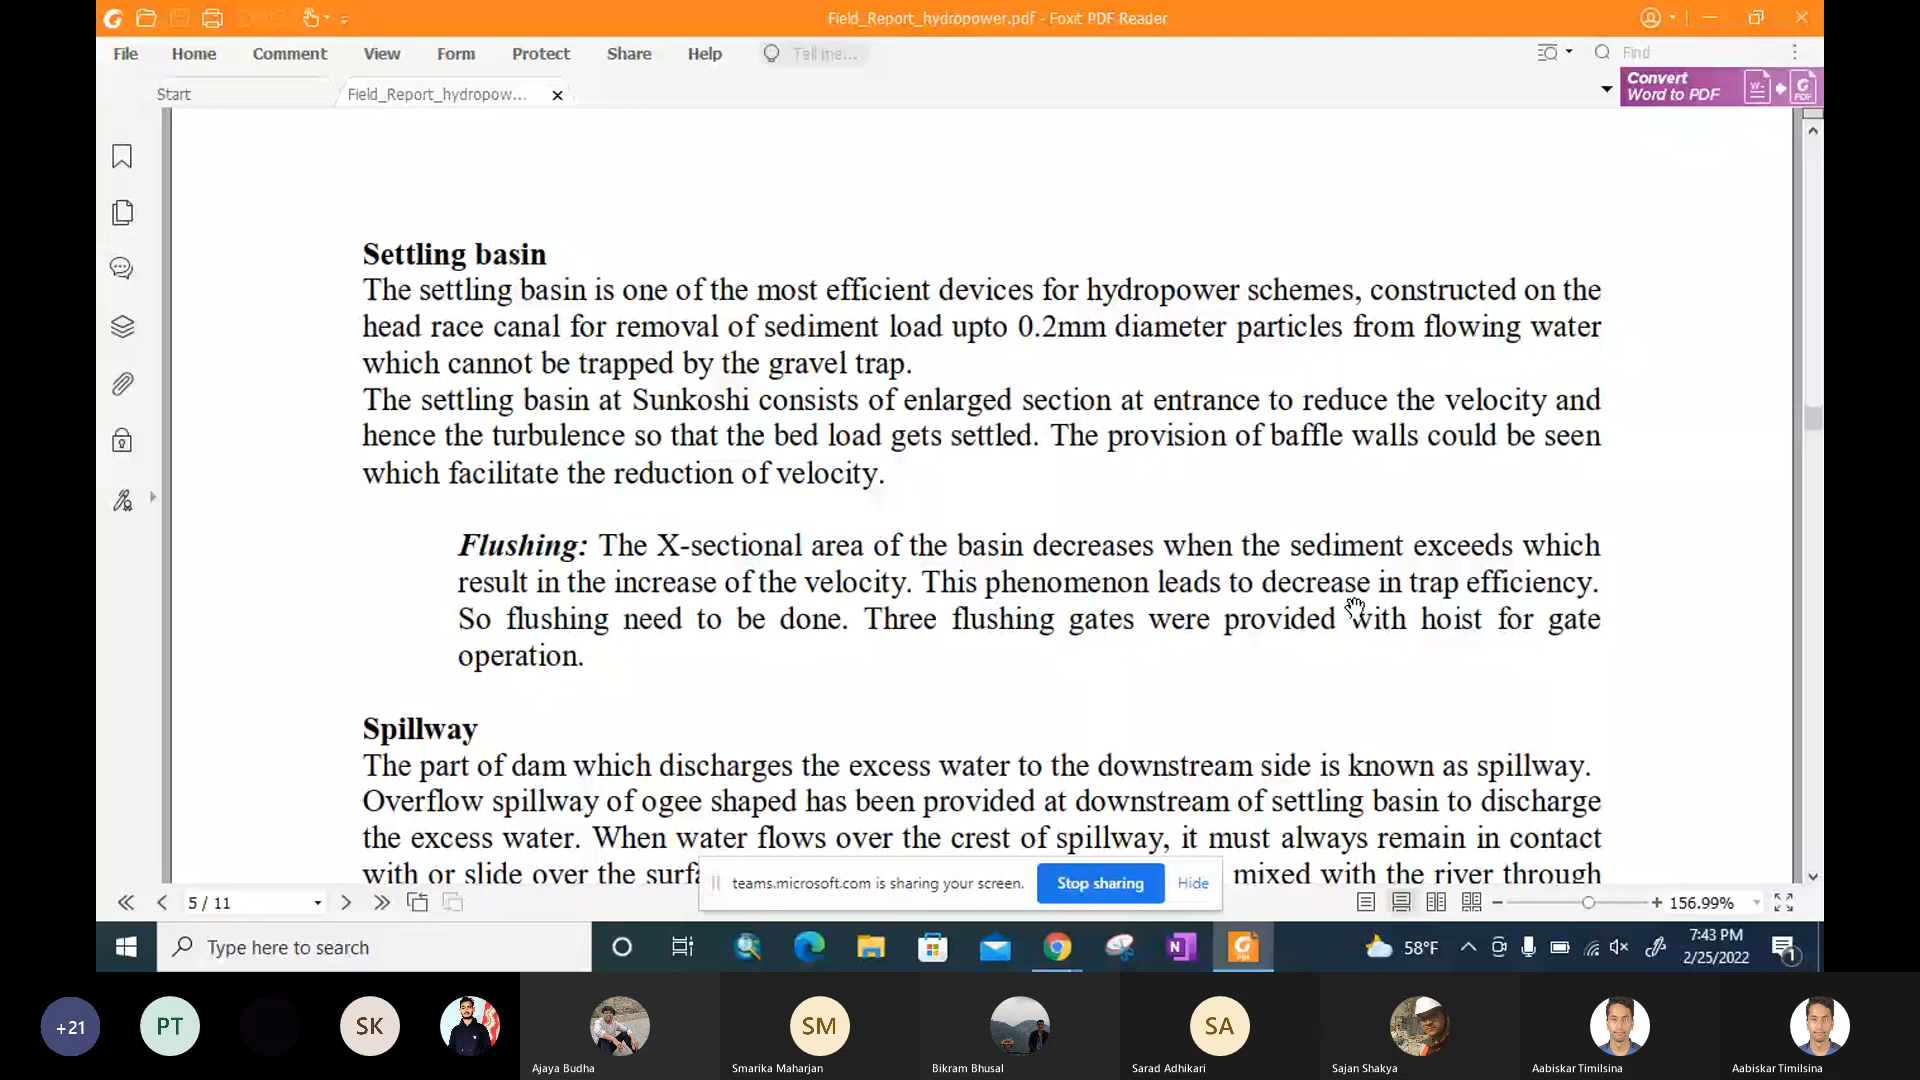 Field_Report_hydropower.pdf - Foxit PDF Reader
File Home Comment View Form Protect Share Help Tell me... Find
Start Field_Report_hydropow...
Convert
Word to PDF
Settling basin
The settling basin is one of the most efficient devices for hydropower schemes, constructed on the
head race canal for removal of sediment load upto 0.2mm diameter particles from flowing water
which cannot be trapped by the gravel trap.
The settling basin at Sunkoshi consists of enlarged section at entrance to reduce the velocity and
hence the turbulence so that the bed load gets settled. The provision of baffle walls could be seen
which facilitate the reduction of velocity.
Flushing: The X-sectional area of the basin decreases when the sediment exceeds which
result in the increase of the velocity. This phenomenon leads to decrease in trap efficiency.
So flushing need to be done. Three flushing gates were provided with hoist for gate
operation.
Spillway
The part of dam which discharges the excess water to the downstream side is known as spillway.
Overflow spillway of ogee shaped has been provided at downstream of settling basin to discharge
the excess water. When water flows over the crest of spillway, it must always remain in contact
with or slide over the surf mixed with the river through
teams.microsoft.com is sharing your screen. Stop sharing Hide
5 / 11 156.99%
Type here to search 58°F 7:43 PM
2/25/2022
1
+21 PT SK SM SA
Ajaya Budha Smarika Maharjan Bikram Bhusal Sarad Adhikari Sajan Shakya Aabiskar Timilsina Aabiskar Timilsina